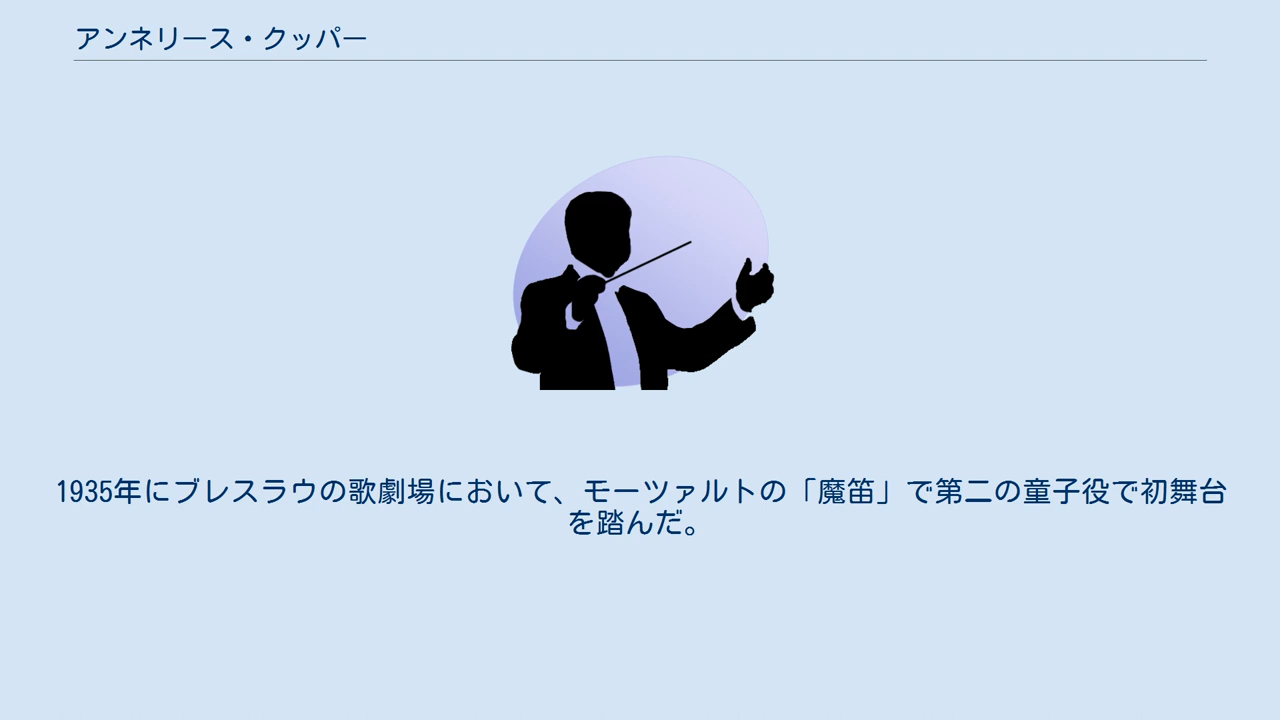 アンネリース・クッパー
1935年にブレスラウの歌劇場において、モーツァルトの「魔笛」で第二の童子役で初舞台
を踏んだ。